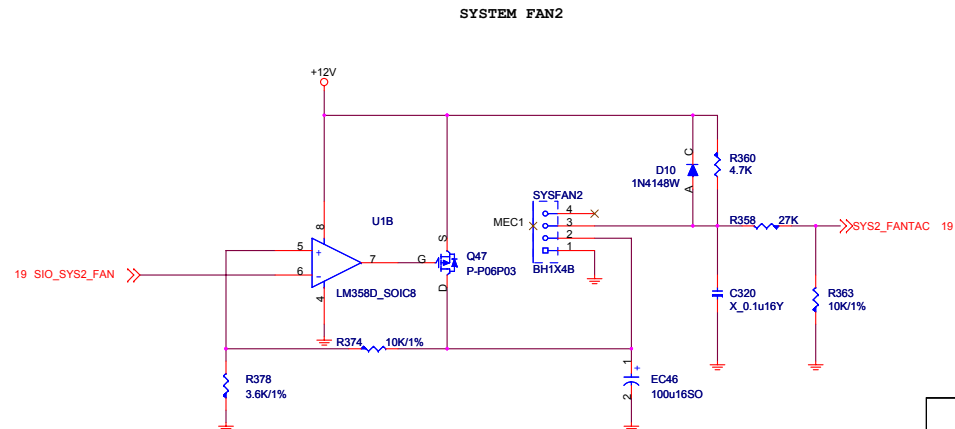 SYSTEM FAN2
+12V
U1B
8
5
+
6
-
7
4
LM358D_SOIC8
19 SIO_SYS2_FAN
S
G
D
Q47
P-P06P03
SYSFAN2
MEC1
4
3
2
1
BH1X4B
C
D10
1N4148W
A
R360
4.7K
R358 27K
SYS2_FANTAC 19
C320
X_0.1u16Y
R363
10K/1%
R374 10K/1%
R378
3.6K/1%
1
+
EC46
100u16SO
2